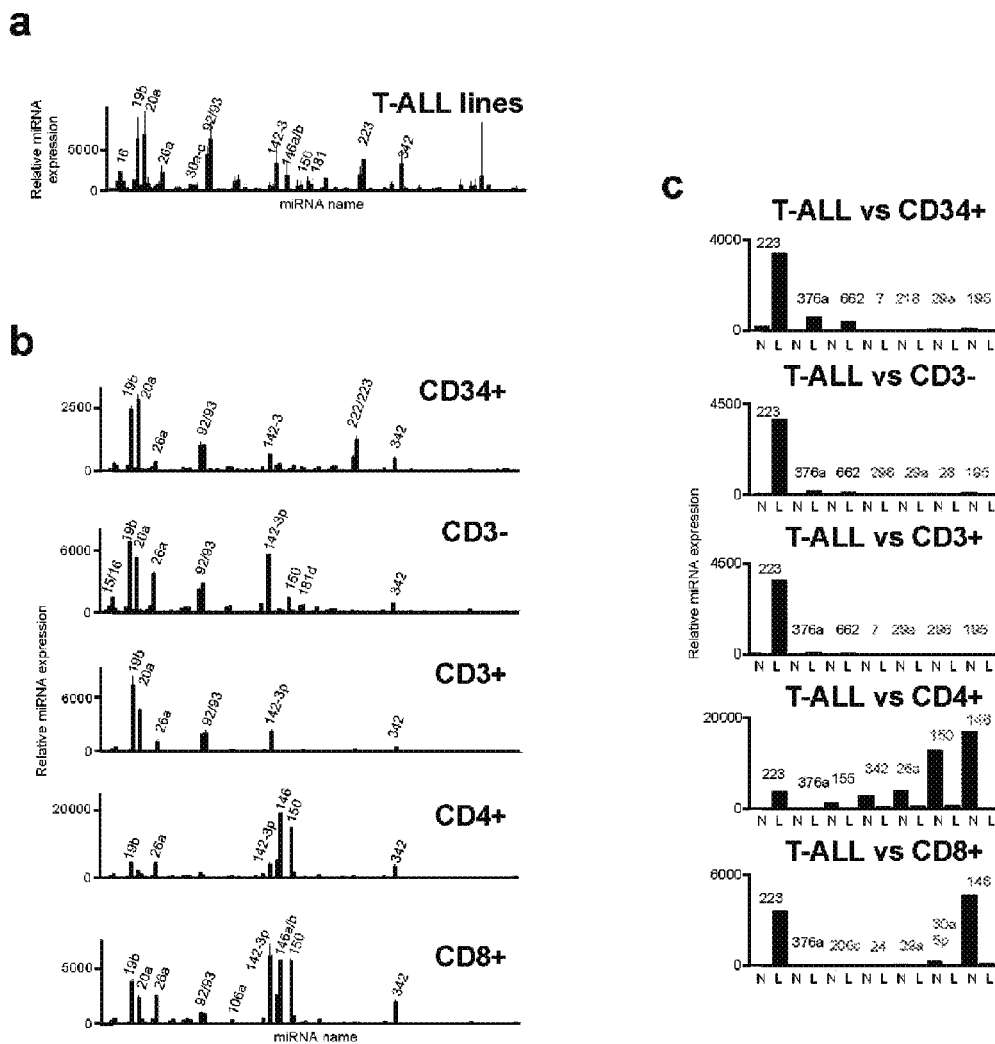 a
T-ALL lines
Relative miRNA
expression
5000
0
16
19b
20a
26a
30a-c
92/93
142-3
146a/b
150
181
223
342
miRNA name
b
Relative miRNA expression
CD34+
2500
0
19b
20a
26a
92/93
142-3
222/223
342
CD3-
6000
0
15/16
19b
20a
26a
92/93
142-3p
150
181d
342
CD3+
6000
0
19b
20a
26a
92/93
142-3p
342
CD4+
20000
0
19b
26a
142-3p
146
150
342
CD8+
5000
0
19b
20a
26a
92/93
106a
142-3p
146a/b
150
342
miRNA name
c
Relative miRNA expression
T-ALL vs CD34+
4000
0
223
376a
662
7
218
29a
195
N L N L N L N L N L N L N L
T-ALL vs CD3-
4500
0
223
376a
662
29a
195
N L N L N L N L N L N L N L
T-ALL vs CD3+
4500
0
223
376a
662
7
29a
195
N L N L N L N L N L N L N L
T-ALL vs CD4+
20000
0
223
376a
155
342
26a
150
146
N L N L N L N L N L N L N L
T-ALL vs CD8+
6000
0
223
376a
24
30a
5p
146
N L N L N L N L N L N L N L